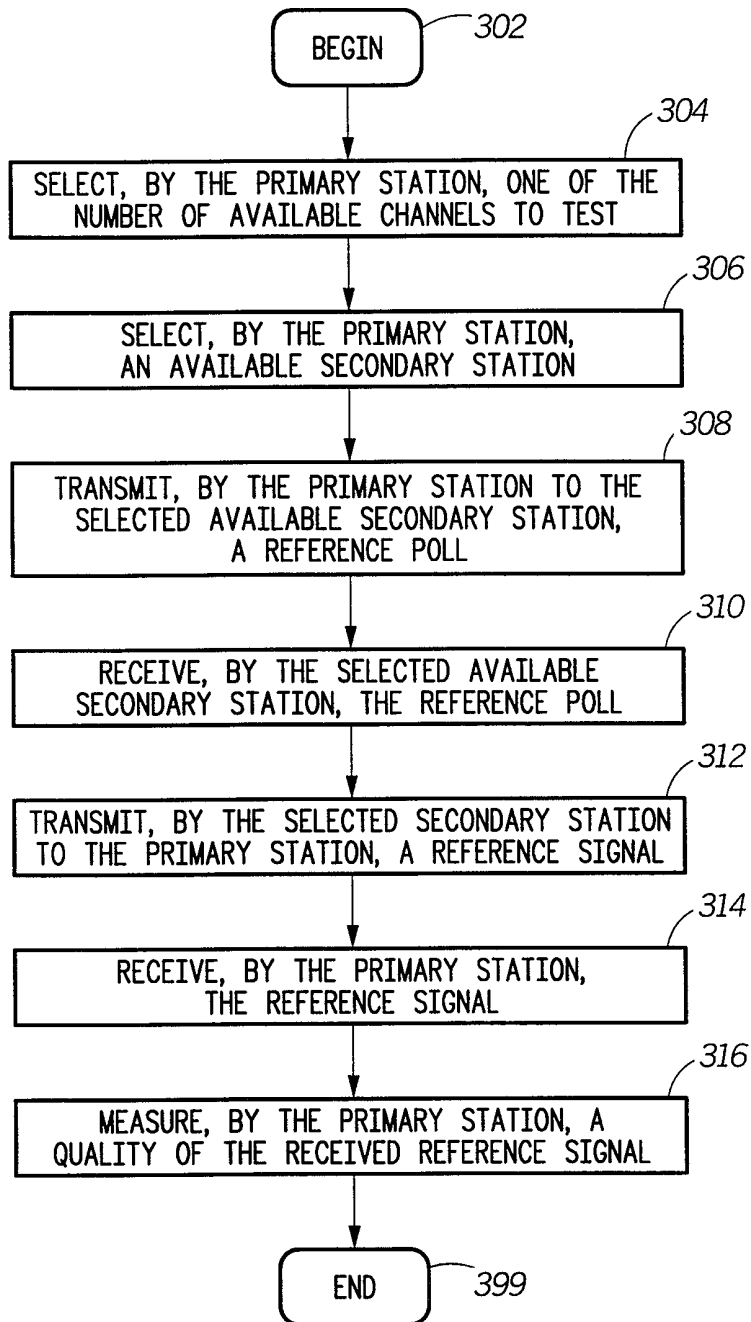 BEGIN
302
304
SELECT, BY THE PRIMARY STATION, ONE OF THE
NUMBER OF AVAILABLE CHANNELS TO TEST
306
SELECT, BY THE PRIMARY STATION,
AN AVAILABLE SECONDARY STATION
308
TRANSMIT, BY THE PRIMARY STATION TO THE
SELECTED AVAILABLE SECONDARY STATION,
A REFERENCE POLL
310
RECEIVE, BY THE SELECTED AVAILABLE
SECONDARY STATION, THE REFERENCE POLL
312
TRANSMIT, BY THE SELECTED SECONDARY STATION
TO THE PRIMARY STATION, A REFERENCE SIGNAL
314
RECEIVE, BY THE PRIMARY STATION,
THE REFERENCE SIGNAL
316
MEASURE, BY THE PRIMARY STATION, A
QUALITY OF THE RECEIVED REFERENCE SIGNAL
END
399